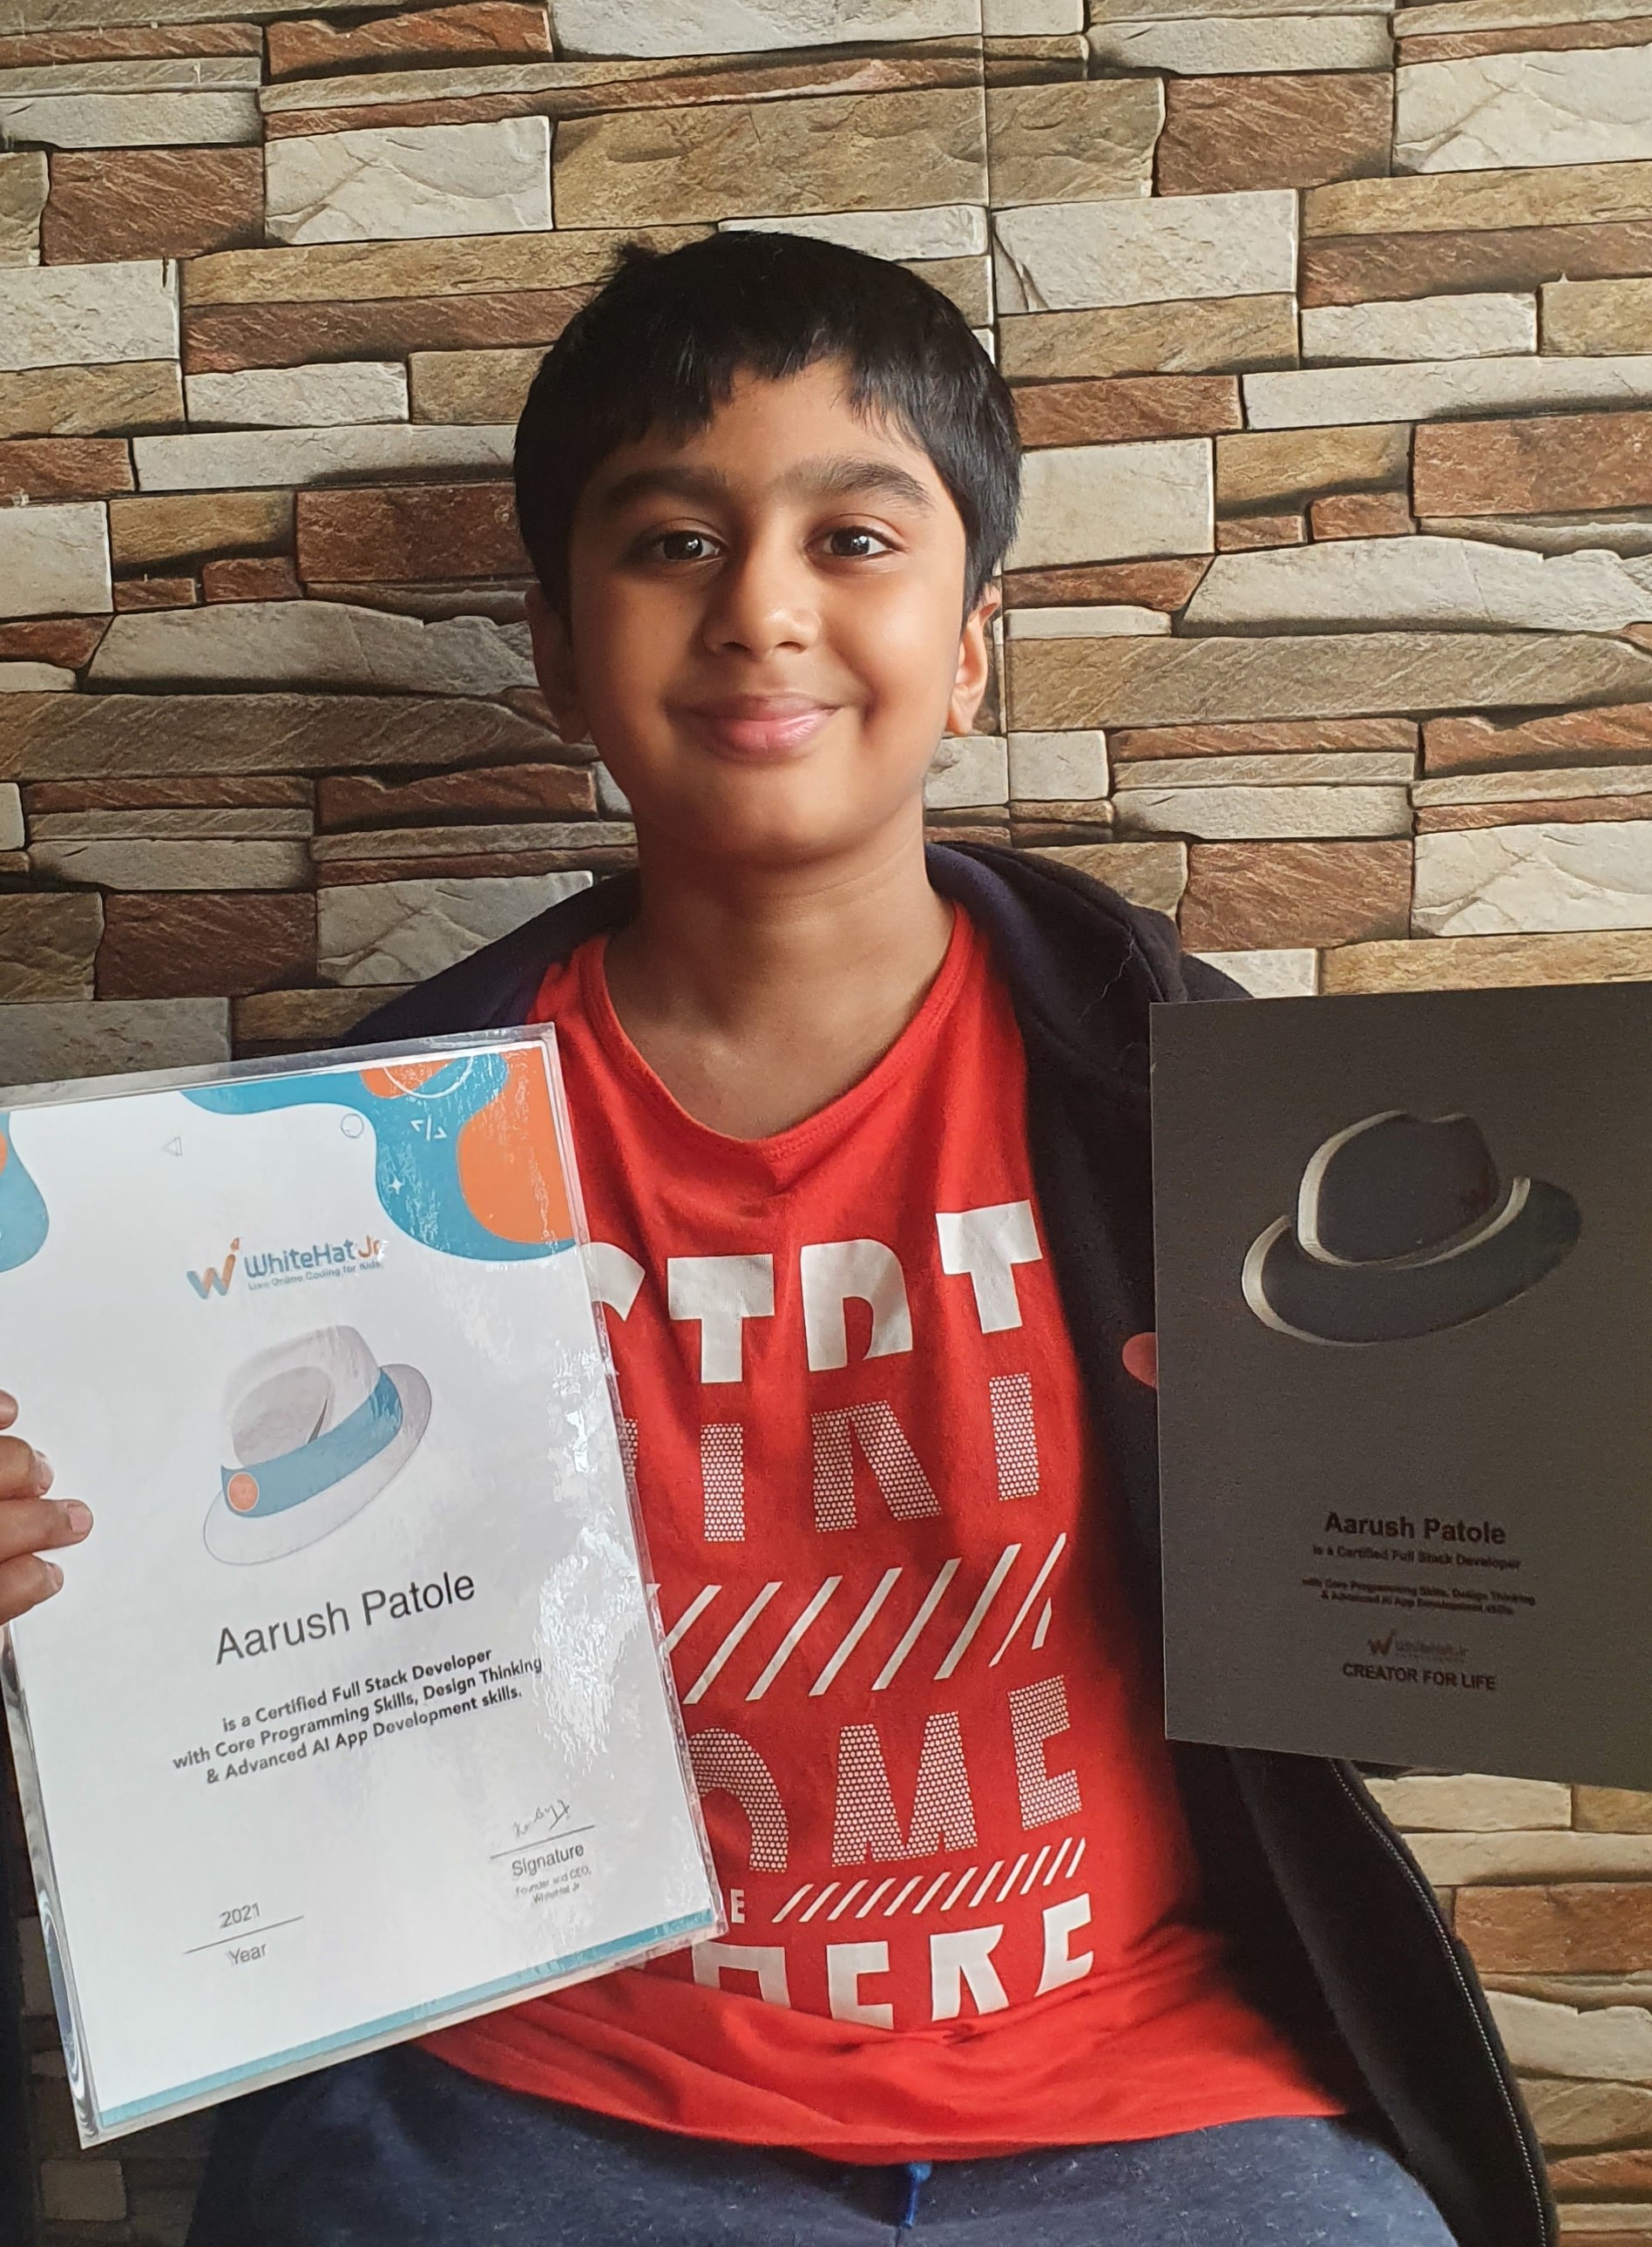 WhiteHat Jr
Live Online Coding for Kids
Aarush Patole
is a Certified Full Stack Developer
with Core Programming Skills, Design Thinking
& Advanced AI App Development skills.
Signature
Founder and CEO,
WhiteHat Jr
2021
Year
Aarush Patole
is a Certified Full Stack Developer
with Core Programming Skills, Design Thinking
& Advanced AI App Development skills
WhiteHat Jr
CREATOR FOR LIFE